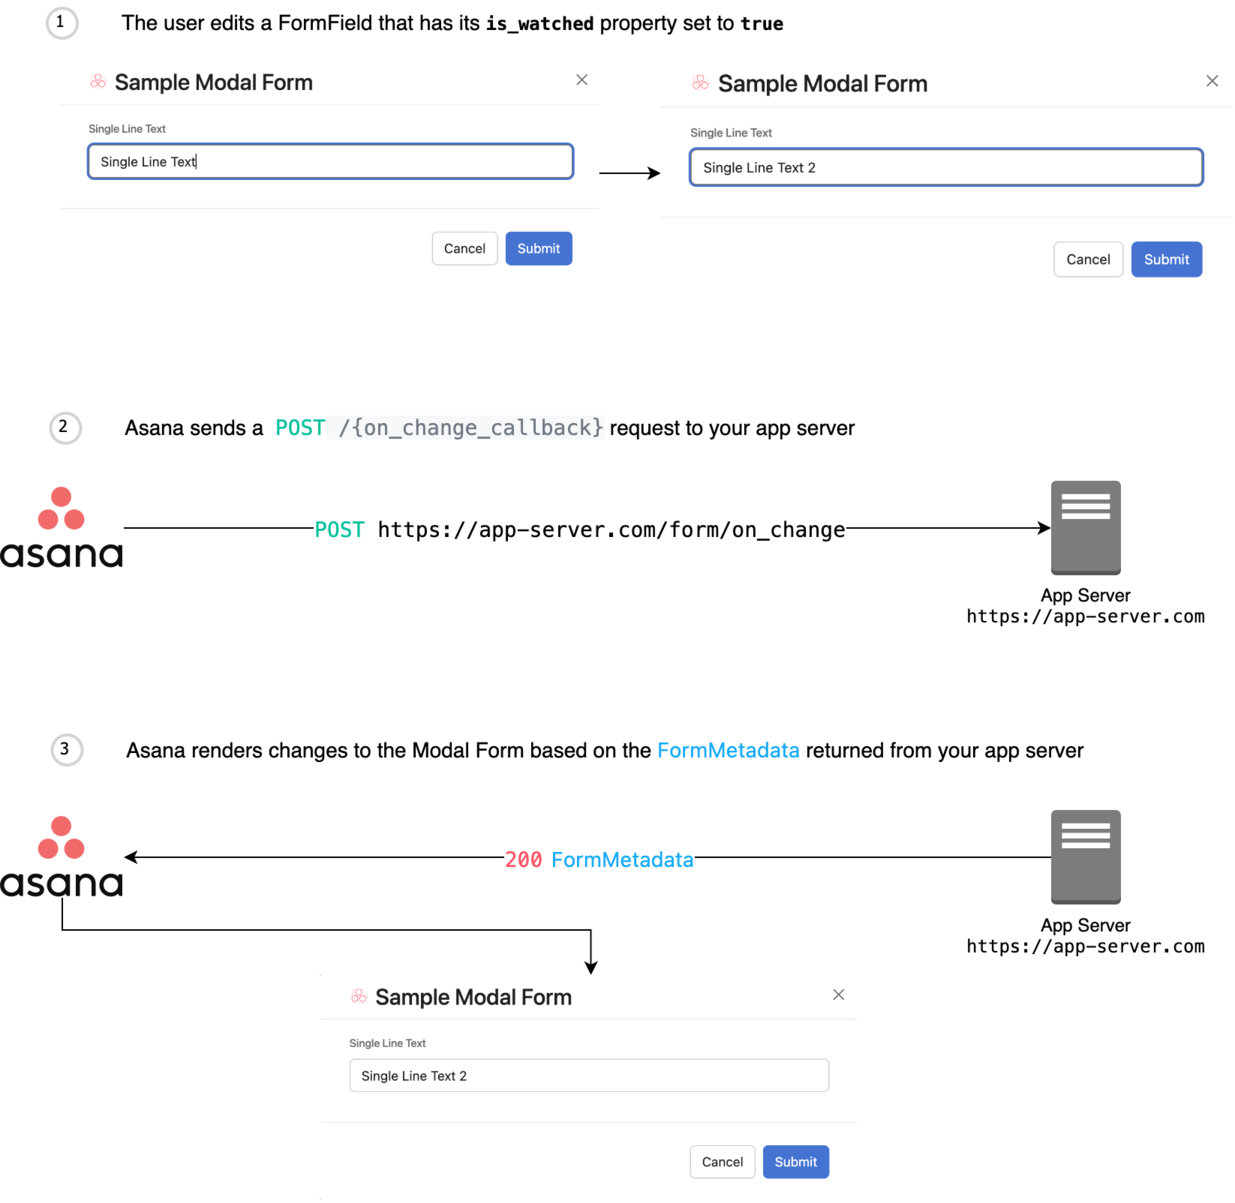 1
The user edits a FormField that has its is_watched property set to true
Sample Modal Form
Single Line Text
Single Line Text
Cancel
Submit
Sample Modal Form
Single Line Text
Single Line Text 2
Cancel
Submit
2
Asana sends a POST /{on_change_callback} request to your app server
asana
POST https://app-server.com/form/on_change
App Server
https://app-server.com
3
Asana renders changes to the Modal Form based on the FormMetadata returned from your app server
asana
200 FormMetadata
App Server
https://app-server.com
Sample Modal Form
Single Line Text
Single Line Text 2
Cancel
Submit